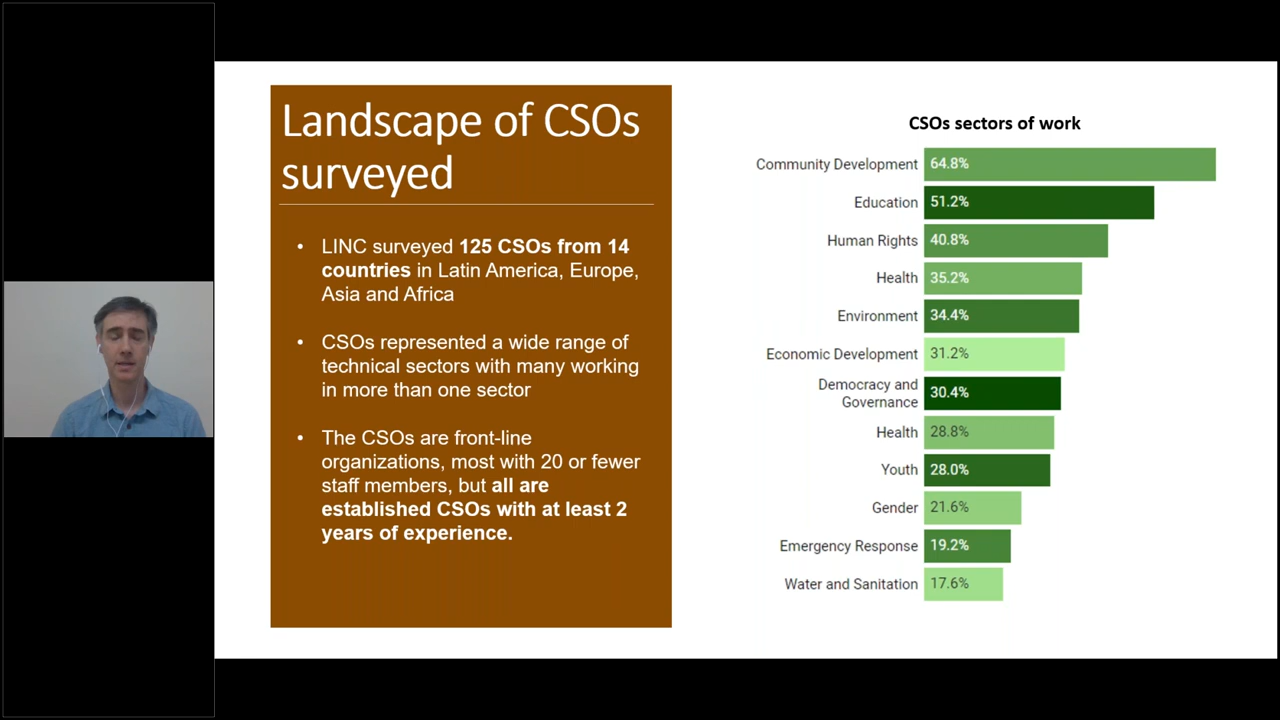 Landscape of CSOs
surveyed
• LINC surveyed 125 CSOs from 14
countries in Latin America, Europe,
Asia and Africa
• CSOs represented a wide range of
technical sectors with many working
in more than one sector
• The CSOs are front-line
organizations, most with 20 or fewer
staff members, but all are
established CSOs with at least 2
years of experience.
CSOs sectors of work
Community Development 64.8%
Education 51.2%
Human Rights 40.8%
Health 35.2%
Environment 34.4%
Economic Development 31.2%
Democracy and
Governance 30.4%
Health 28.8%
Youth 28.0%
Gender 21.6%
Emergency Response 19.2%
Water and Sanitation 17.6%